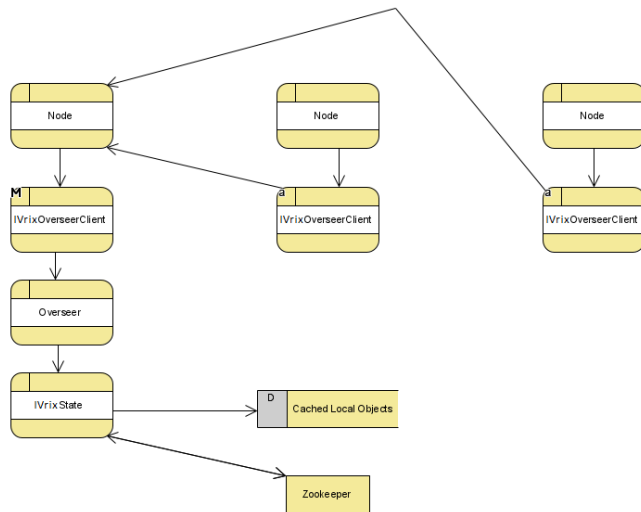 Node
Node
Node
M
IVrixOverseerClient
a
IVrixOverseerClient
a
IVrixOverseerClient
Overseer
IVrixState
D
Cached Local Objects
Zookeeper